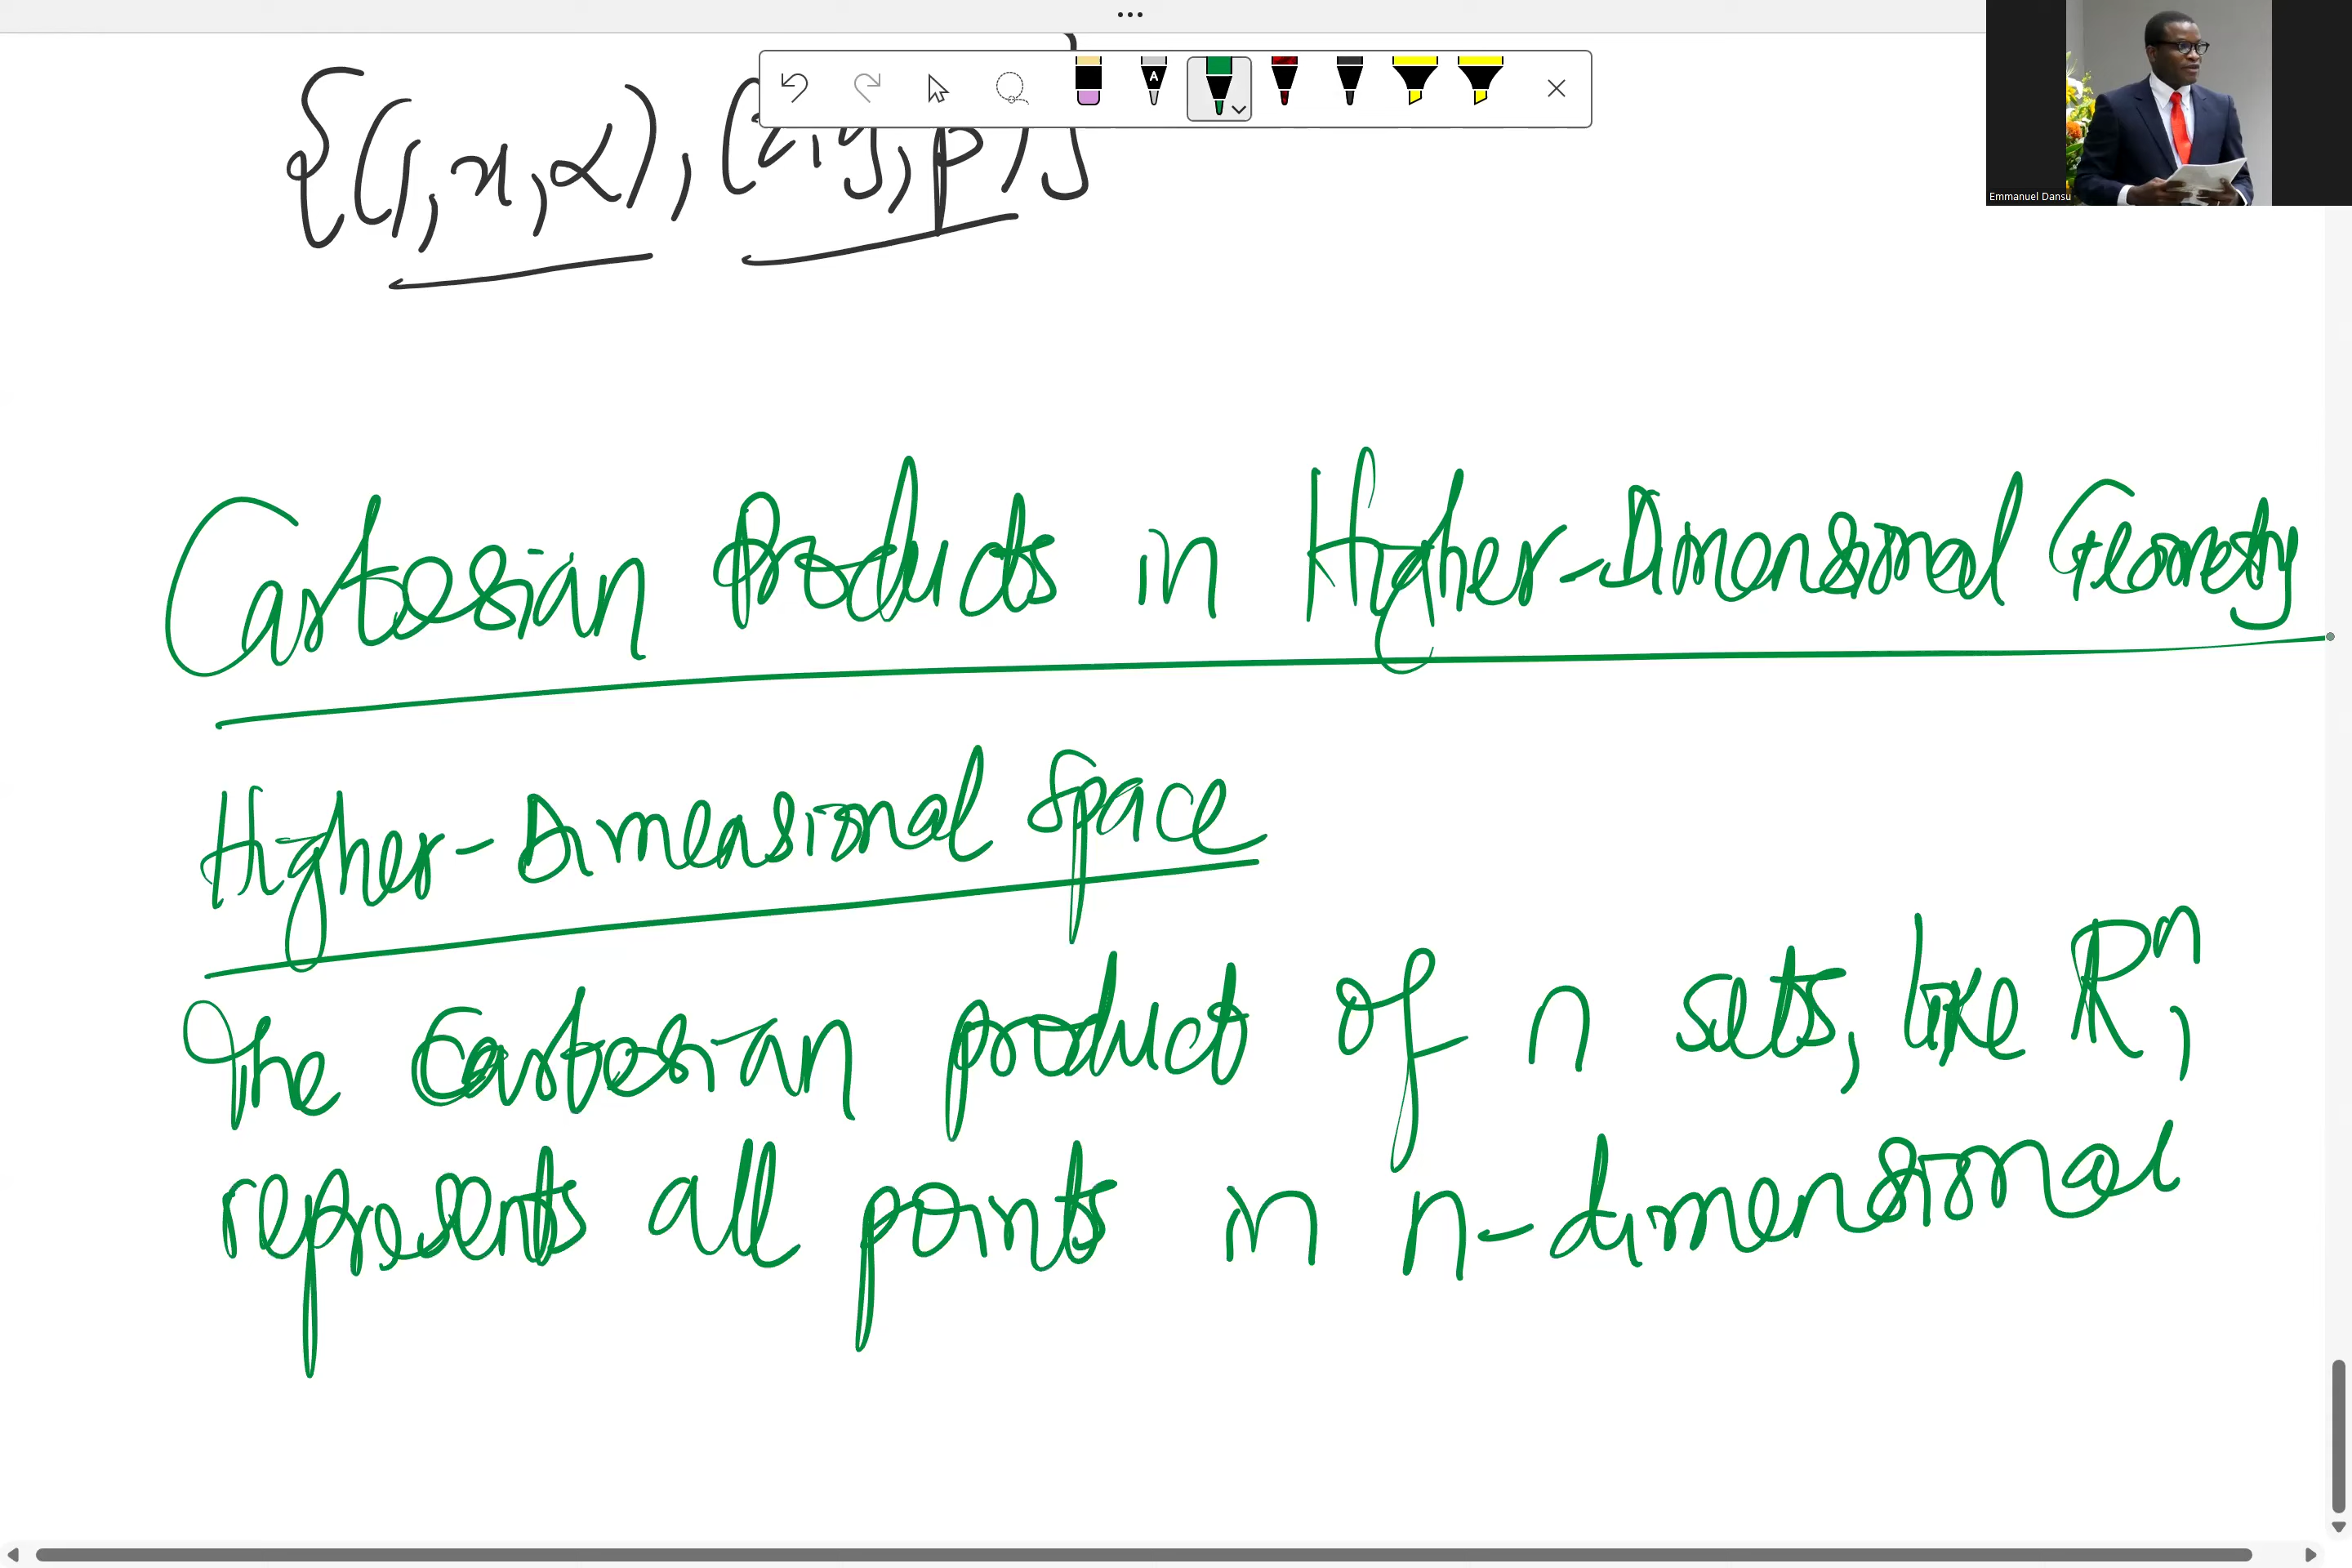 {(1,x,α),(2,y,β)}
Emmanuel Dansu
Cartesian Products in Higher-Dimensional Geometry
Higher-Dimensional Space
The Cartesian product of n sets, like Rⁿ,
represents all points in n-dimensional